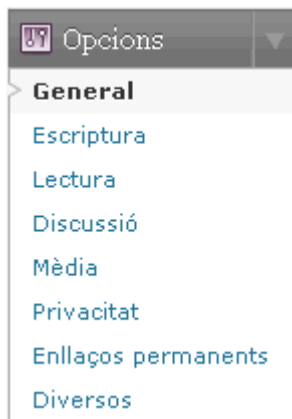 Opcions
General
Escriptura
Lectura
Discussió
Mèdia
Privacitat
Enllaços permanents
Diversos